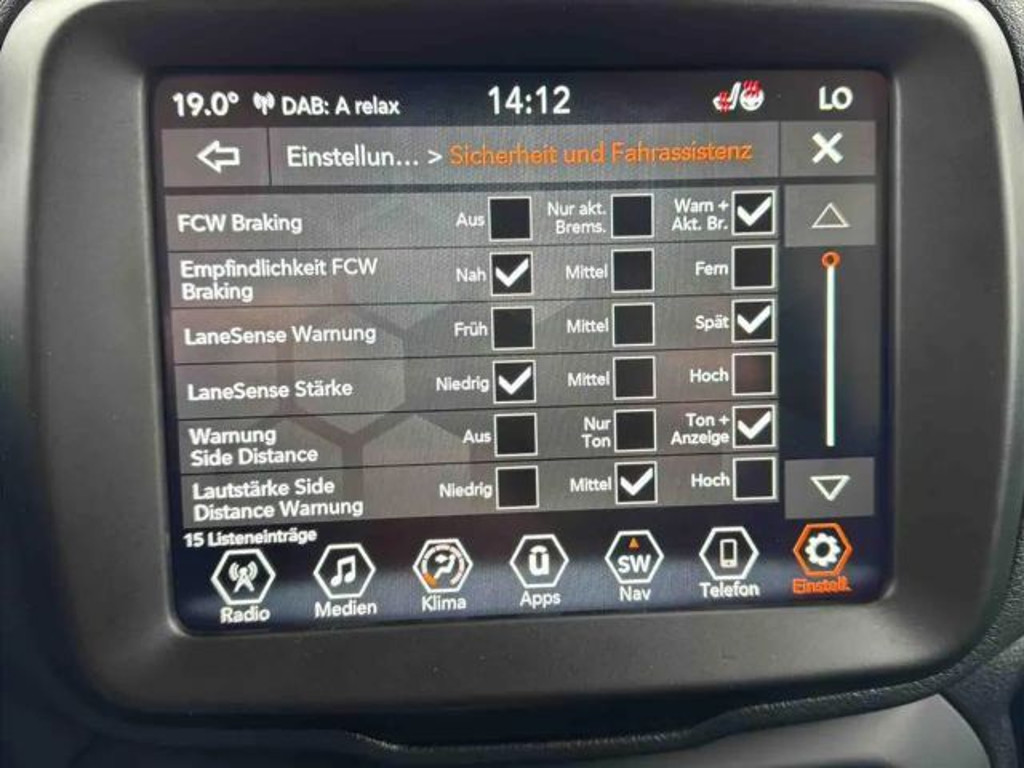 19.0° DAB: A relax 14:12 LO
Einstellun... > Sicherheit und Fahrassistenz
FCW Braking Aus Nur akt. Brems. Warn + Akt. Br.
Empfindlichkeit FCW
Braking Nah Mittel Fern
LaneSense Warnung Früh Mittel Spät
LaneSense Stärke Niedrig Mittel Hoch
Warnung
Side Distance Aus Nur Ton Ton + Anzeige
Lautstärke Side
Distance Warnung Niedrig Mittel Hoch
15 Listeneinträge
SW
Radio Medien Klima Apps Nav Telefon Einstell.